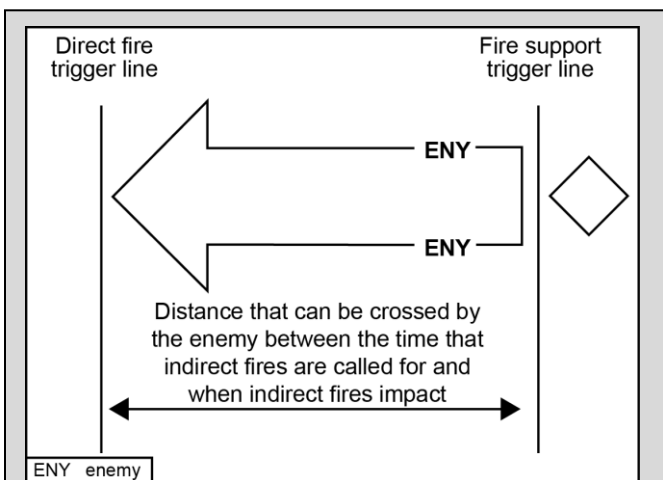 Direct fire
trigger line
Fire support
trigger line
ENY
ENY
Distance that can be crossed by
the enemy between the time that
indirect fires are called for and
when indirect fires impact
ENY enemy